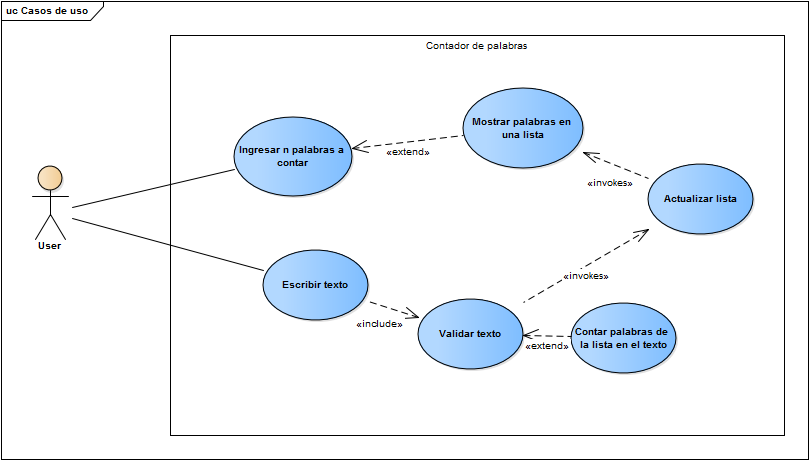 uc Casos de uso
Contador de palabras
Mostrar palabras en
una lista
Ingresar n palabras a
contar
«extend»
«invokes»
Actualizar lista
User
Escribir texto
«invokes»
«include»
Validar texto
«extend»
Contar palabras de
la lista en el texto